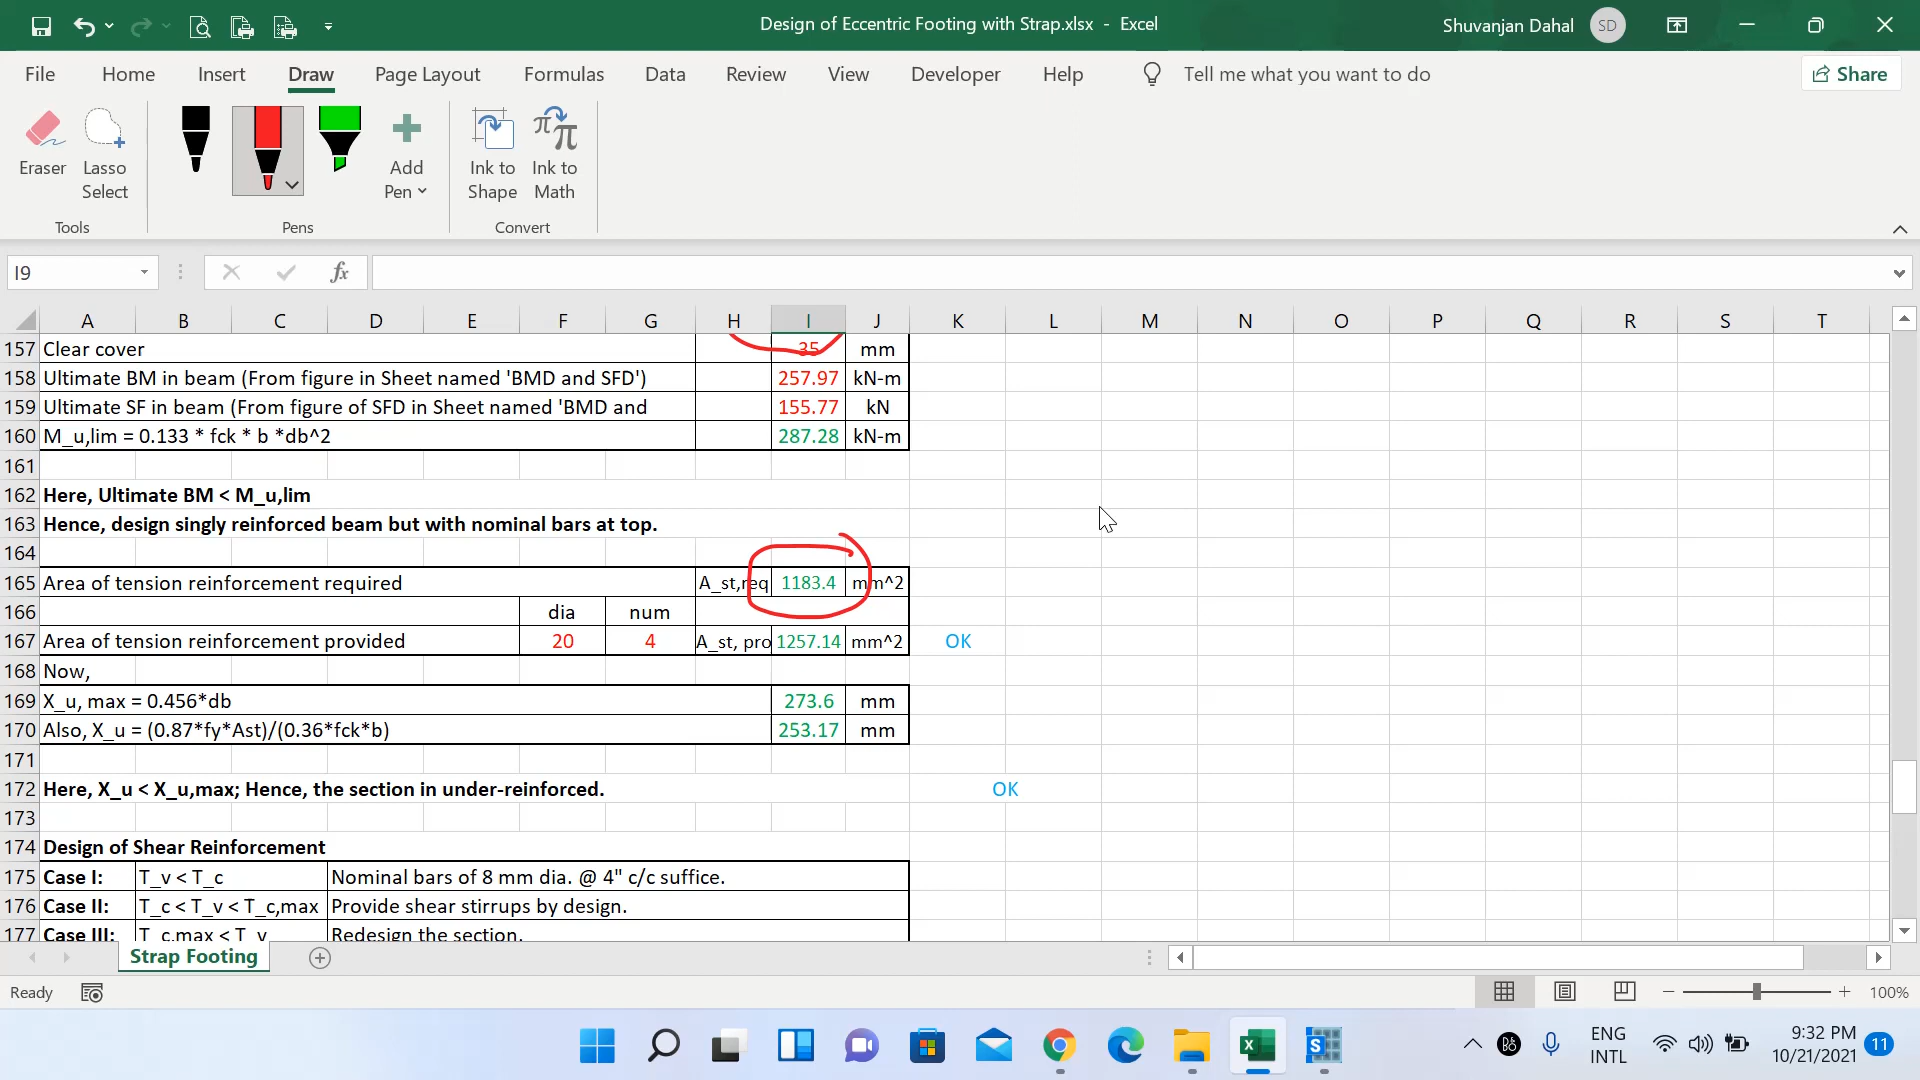 Design of Eccentric Footing with Strap.xlsx - Excel
Shuvanjan Dahal SD
File Home Insert Draw Page Layout Formulas Data Review View Developer Help Tell me what you want to do Share
Eraser Lasso Select Add Pen Ink to Shape Ink to Math
Tools Pens Convert
I9 fx
A B C D E F G H I J K L M N O P Q R S T
157 Clear cover 35 mm
158 Ultimate BM in beam (From figure in Sheet named 'BMD and SFD') 257.97 kN-m
159 Ultimate SF in beam (From figure of SFD in Sheet named 'BMD and 155.77 kN
160 M_u,lim = 0.133 * fck * b *db^2 287.28 kN-m
161
162 Here, Ultimate BM < M_u,lim
163 Hence, design singly reinforced beam but with nominal bars at top.
164
165 Area of tension reinforcement required A_st,req 1183.4 mm^2
166 dia num
167 Area of tension reinforcement provided 20 4 A_st, pro 1257.14 mm^2 OK
168 Now,
169 X_u, max = 0.456*db 273.6 mm
170 Also, X_u = (0.87*fy*Ast)/(0.36*fck*b) 253.17 mm
171
172 Here, X_u < X_u,max; Hence, the section in under-reinforced. OK
173
174 Design of Shear Reinforcement
175 Case I: T_v < T_c Nominal bars of 8 mm dia. @ 4" c/c suffice.
176 Case II: T_c < T_v < T_c,max Provide shear stirrups by design.
177 Case III: T_c,max < T_v Redesign the section.
Strap Footing
Ready 100%
ENG INTL 9:32 PM 10/21/2021 11